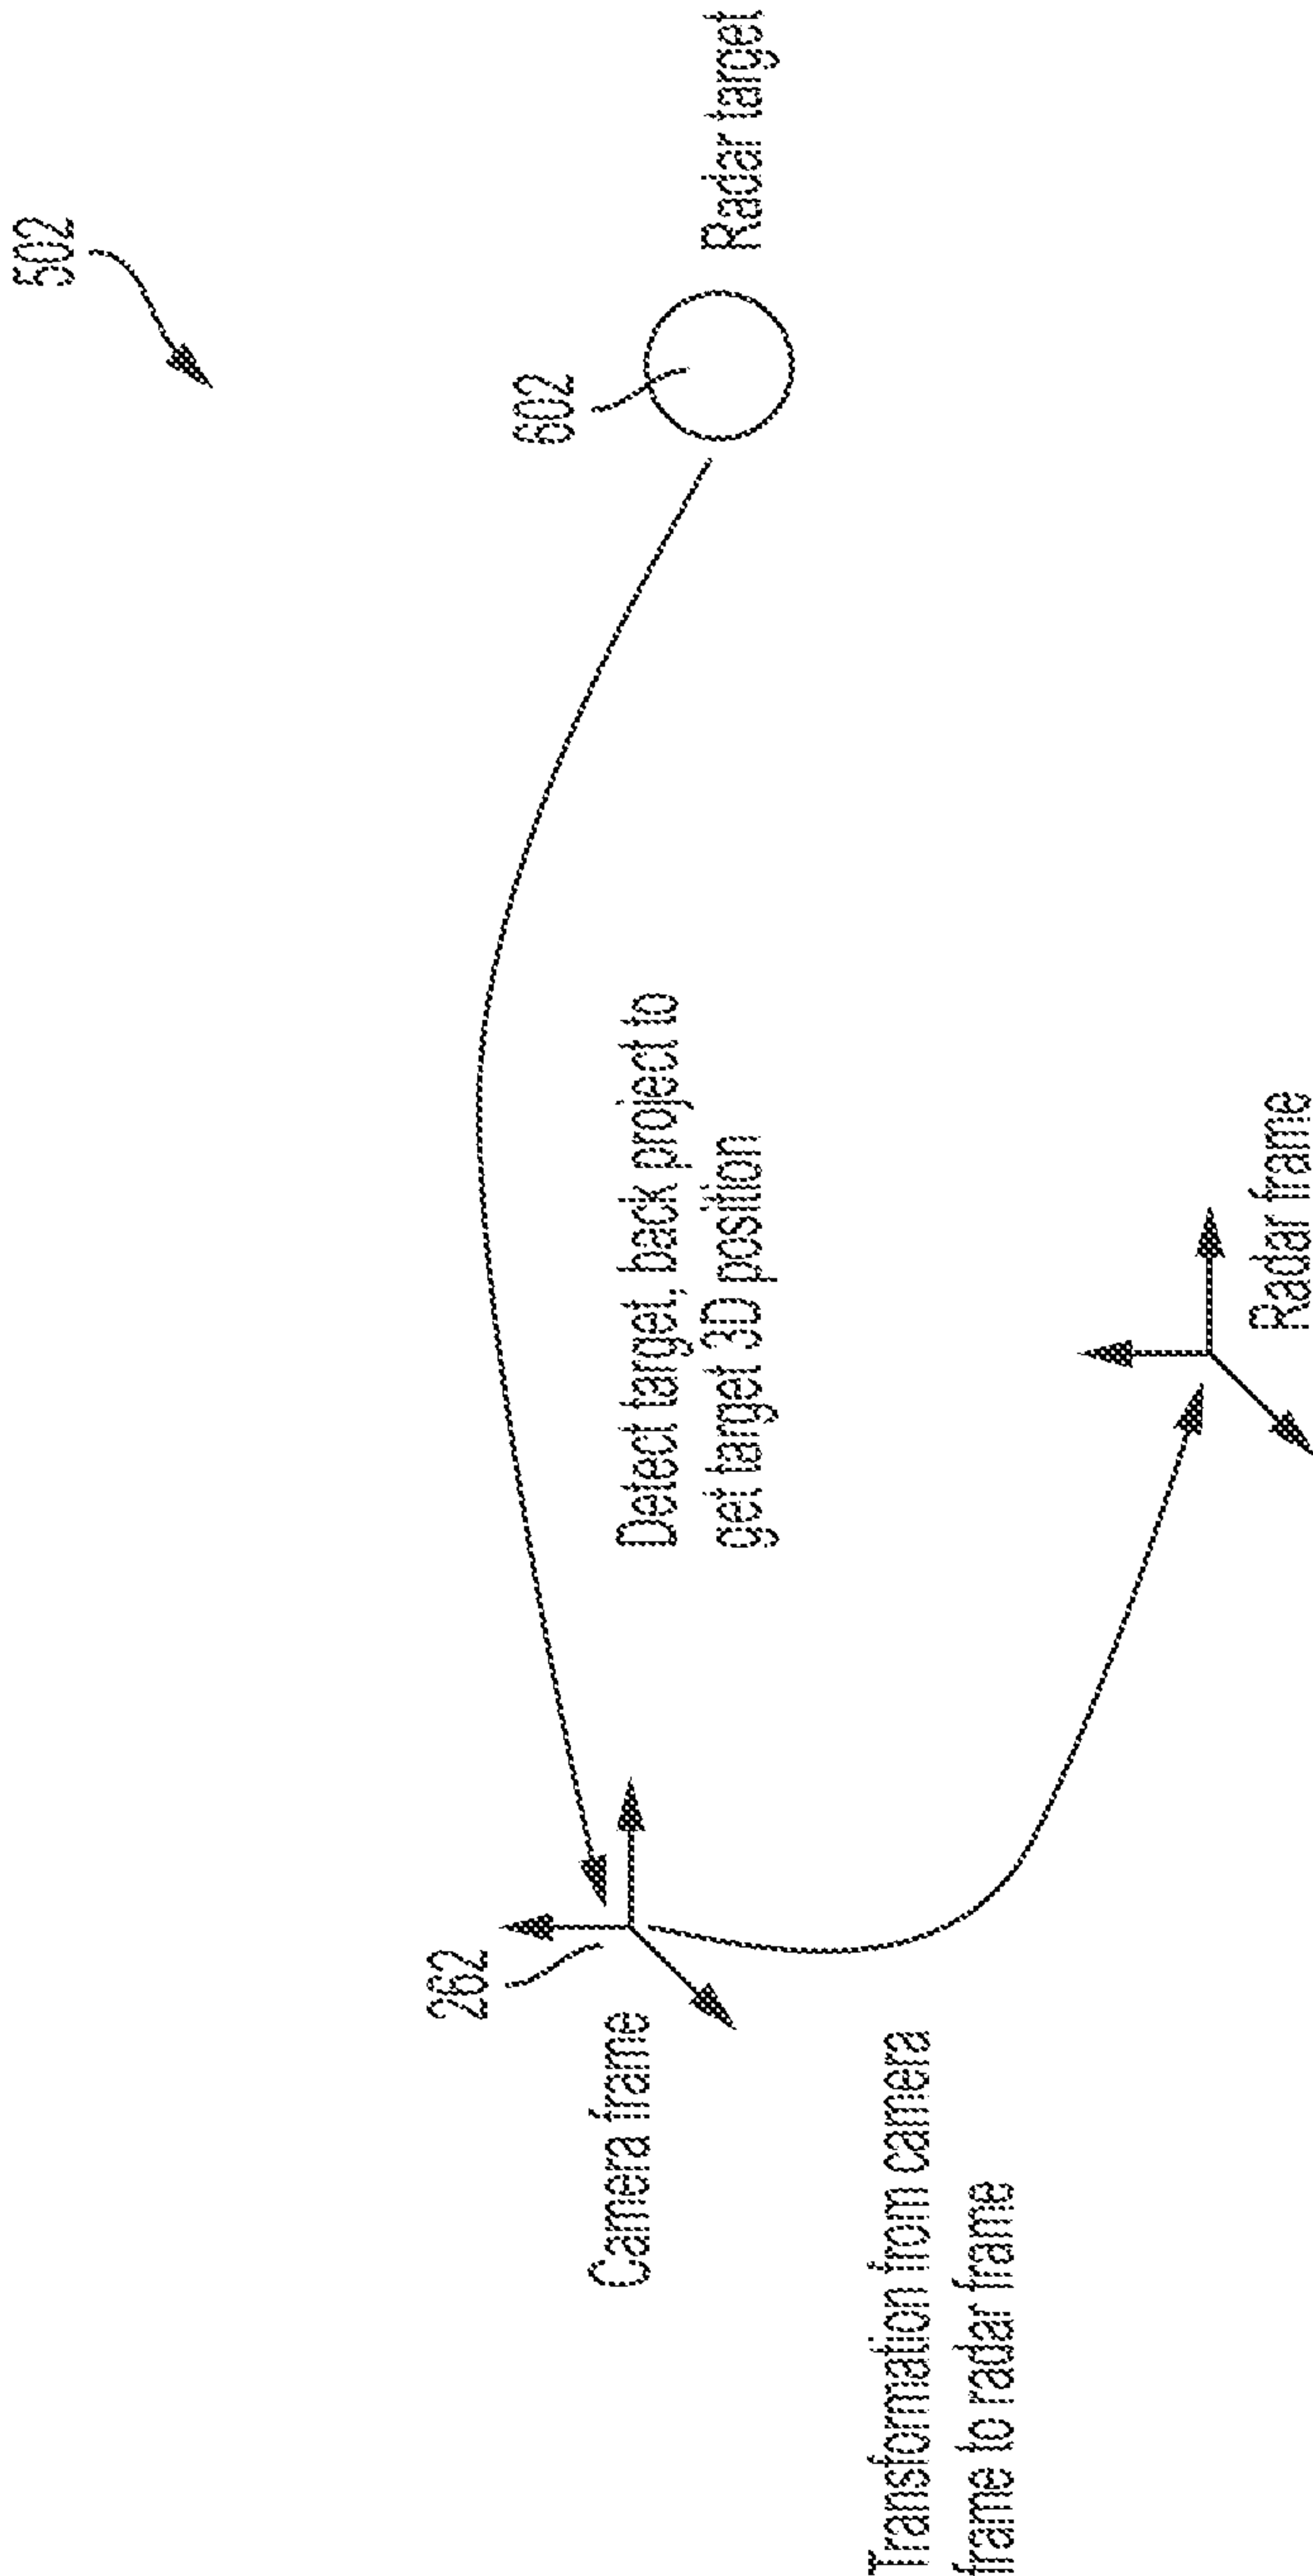 502
602
Radar target
Detect target, back project to
get target 3D position
262
Camera frame
Transformation from camera
frame to radar frame
Radar frame